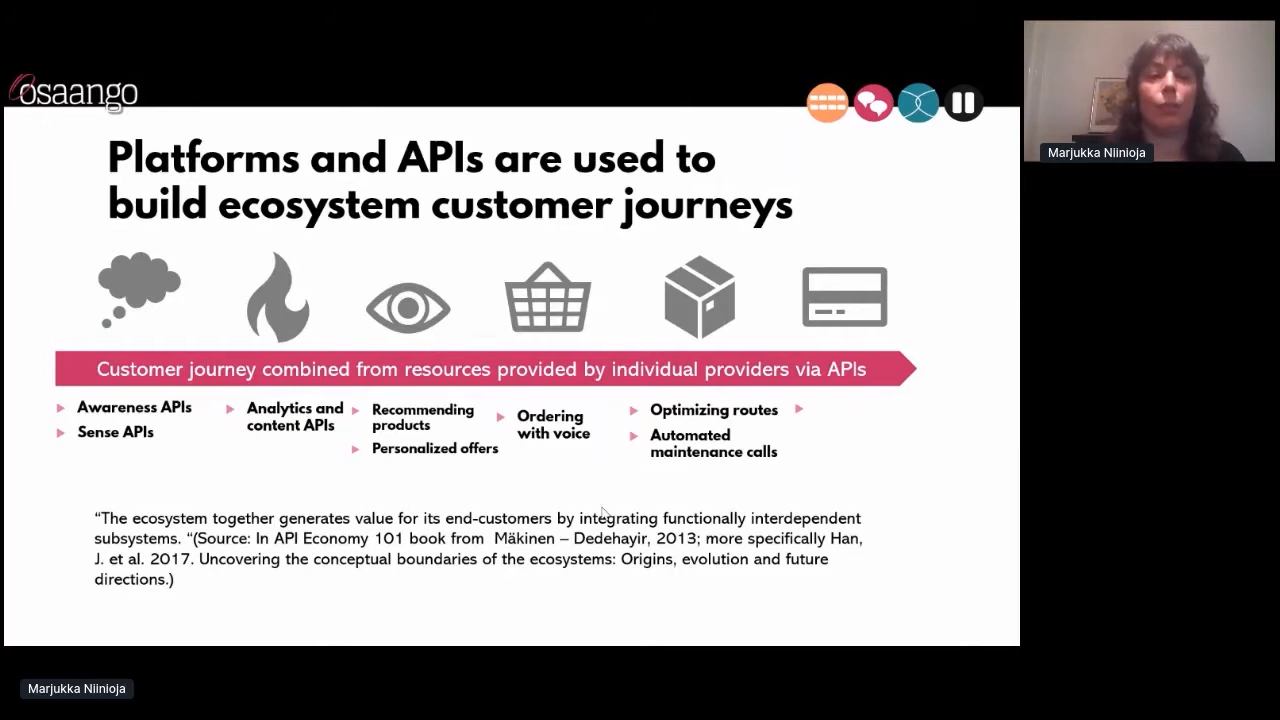 osaango
Marjukka Niinioja
Platforms and APIs are used to
build ecosystem customer journeys
Customer journey combined from resources provided by individual providers via APIs
Awareness APIs
Sense APIs
Analytics and
content APIs
Recommending
products
Personalized offers
Ordering
with voice
Optimizing routes
Automated
maintenance calls
“The ecosystem together generates value for its end-customers by integrating functionally interdependent
subsystems. “(Source: In API Economy 101 book from Mäkinen – Dedehayir, 2013; more specifically Han,
J. et al. 2017. Uncovering the conceptual boundaries of the ecosystems: Origins, evolution and future
directions.)
Marjukka Niinioja